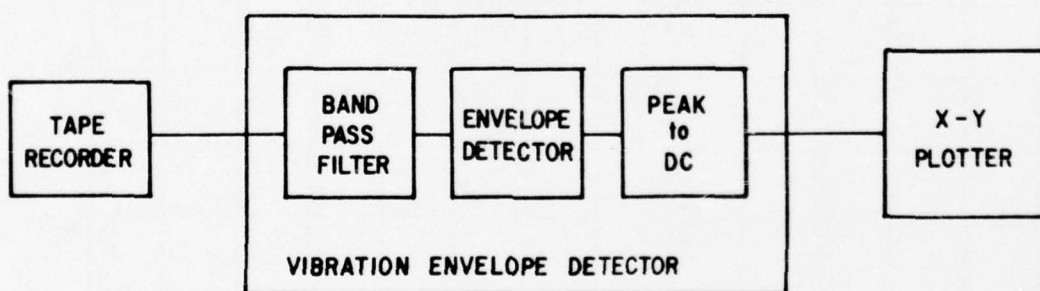 TAPE
RECORDER
BAND
PASS
FILTER
ENVELOPE
DETECTOR
PEAK
to
DC
X-Y
PLOTTER
VIBRATION ENVELOPE DETECTOR